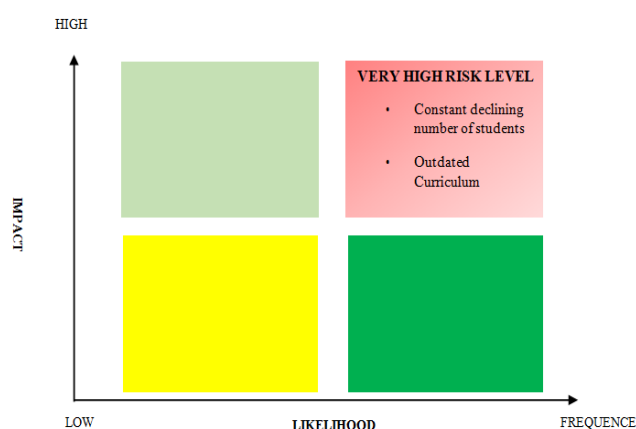 HIGH
VERY HIGH RISK LEVEL
• Constant declining
number of students
• Outdated
Curriculum
IMPACT
LOW
LIKELIHOOD
FREQUENCE